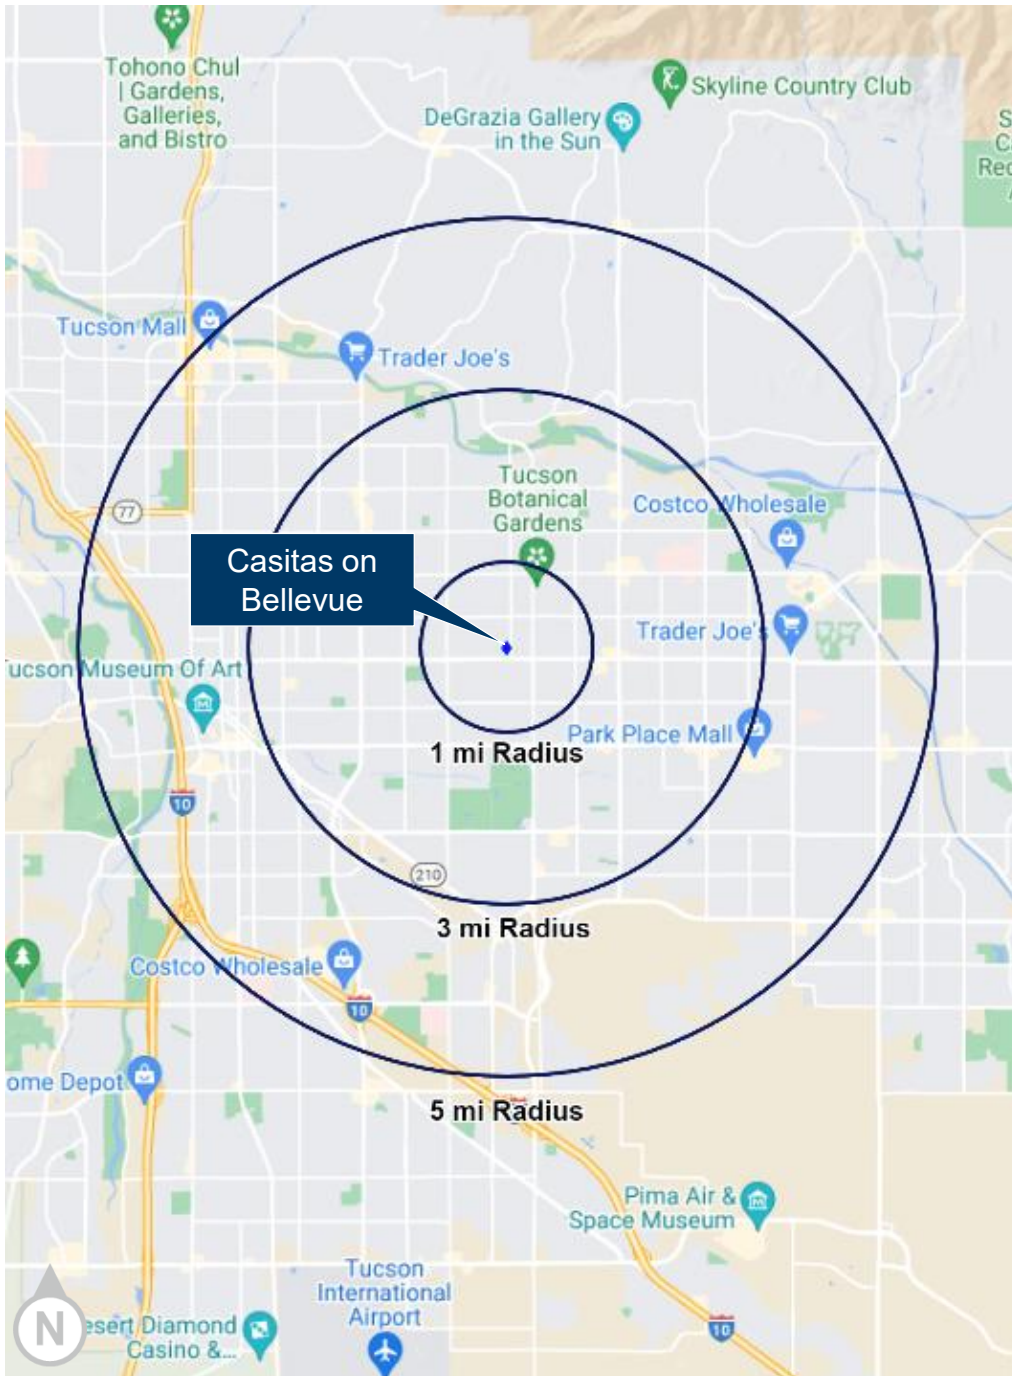 Tohono Chul
| Gardens,
Galleries,
and Bistro
Skyline Country Club
DeGrazia Gallery
in the Sun
S
C
Rec
Tucson Mall
Trader Joe's
Tucson
Botanical
Gardens
Costco Wholesale
77
Casitas on
Bellevue
Trader Joe's
ucson Museum Of Art
Park Place Mall
1 mi Radius
10
210
3 mi Radius
Costco Wholesale
10
ome Depot
5 mi Radius
Pima Air &
Space Museum
Tucson
International
Airport
N
esert Diamond
Casino &...
10